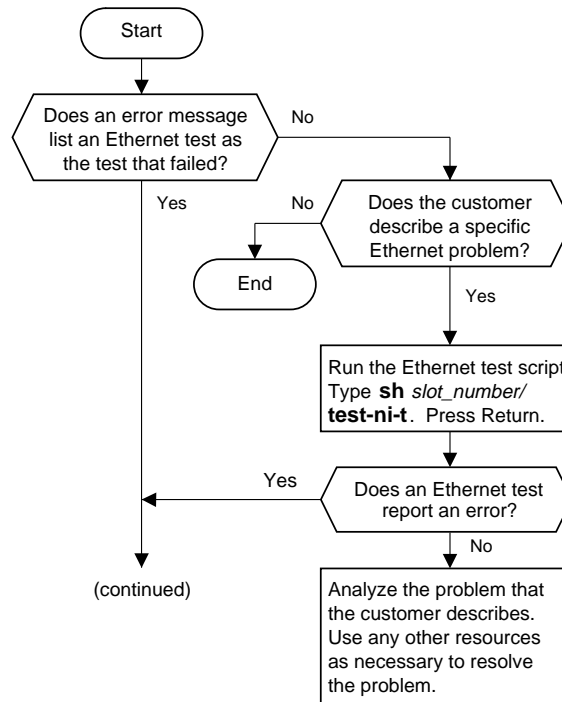 Start
Does an error message
list an Ethernet test as
the test that failed?
No
Yes
Does the customer
describe a specific
Ethernet problem?
No
End
Yes
Run the Ethernet test script
Type sh slot_number/
test-ni-t. Press Return.
Does an Ethernet test
report an error?
Yes
No
(continued)
Analyze the problem that
the customer describes.
Use any other resources
as necessary to resolve
the problem.